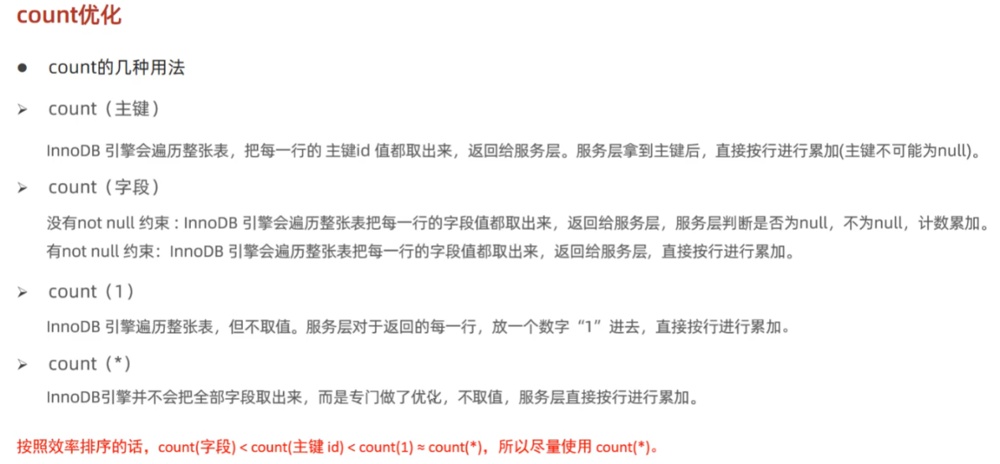 count优化
● count的几种用法
➢ count（主键）
InnoDB 引擎会遍历整张表，把每一行的 主键id 值都取出来，返回给服务层。服务层拿到主键后，直接按行进行累加(主键不可能为null)。
➢ count（字段）
没有not null 约束 : InnoDB 引擎会遍历整张表把每一行的字段值都取出来，返回给服务层，服务层判断是否为null，不为null，计数累加。
有not null 约束：InnoDB 引擎会遍历整张表把每一行的字段值都取出来，返回给服务层，直接按行进行累加。
➢ count（1）
InnoDB 引擎遍历整张表，但不取值。服务层对于返回的每一行，放一个数字“1”进去，直接按行进行累加。
➢ count（*）
InnoDB引擎并不会把全部字段取出来，而是专门做了优化，不取值，服务层直接按行进行累加。
按照效率排序的话，count(字段) < count(主键 id) < count(1) ≈ count(*)，所以尽量使用 count(*)。